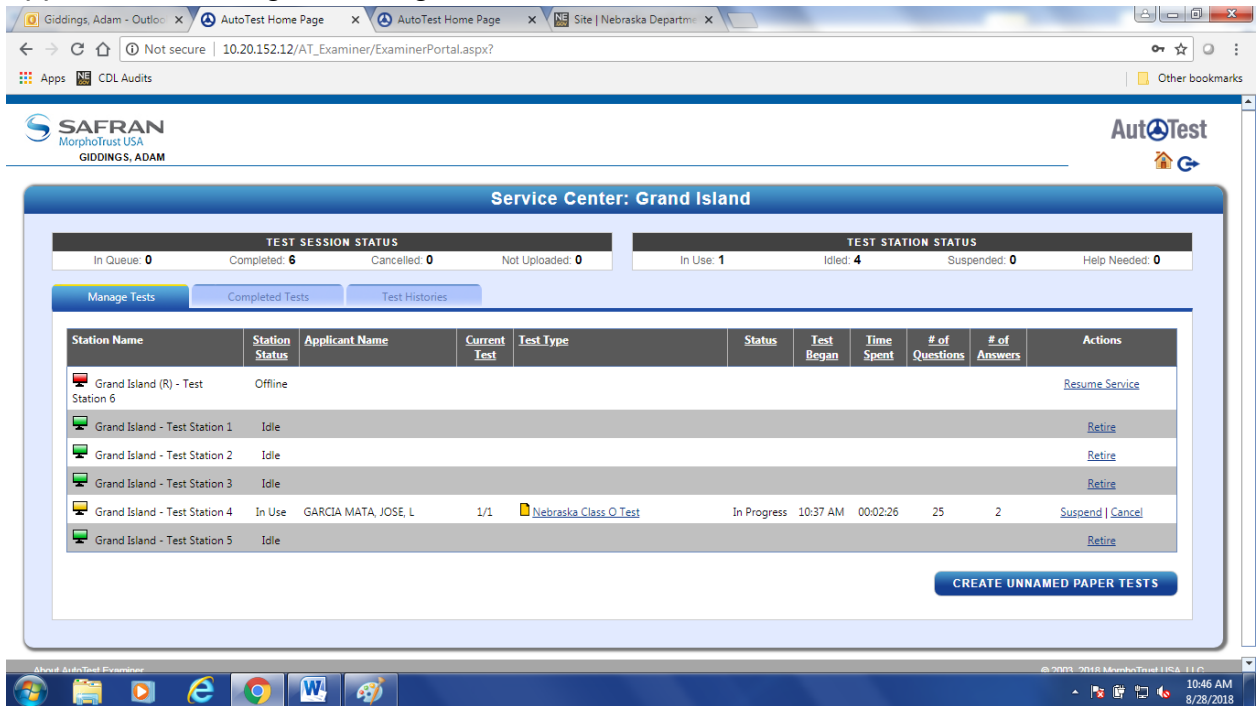 Giddings, Adam - Outloo AutoTest Home Page AutoTest Home Page Site | Nebraska Departme
Not secure | 10.20.152.12/AT_Examiner/ExaminerPortal.aspx?
Apps CDL Audits Other bookmarks
SAFRAN
MorphoTrust USA
GIDDINGS, ADAM
AutoTest
Service Center: Grand Island
TEST SESSION STATUS TEST STATION STATUS
In Queue: 0 Completed: 6 Cancelled: 0 Not Uploaded: 0 In Use: 1 Idled: 4 Suspended: 0 Help Needed: 0
Manage Tests Completed Tests Test Histories
Station Name Station Status Applicant Name Current Test Test Type Status Test Began Time Spent # of Questions # of Answers Actions
Grand Island (R) - Test Station 6 Offline Resume Service
Grand Island - Test Station 1 Idle Retire
Grand Island - Test Station 2 Idle Retire
Grand Island - Test Station 3 Idle Retire
Grand Island - Test Station 4 In Use GARCIA MATA, JOSE, L 1/1 Nebraska Class O Test In Progress 10:37 AM 00:02:26 25 2 Suspend | Cancel
Grand Island - Test Station 5 Idle Retire
CREATE UNNAMED PAPER TESTS
About AutoTest Examiner © 2003, 2018 MorphoTrust USA, LLC
10:46 AM
8/28/2018